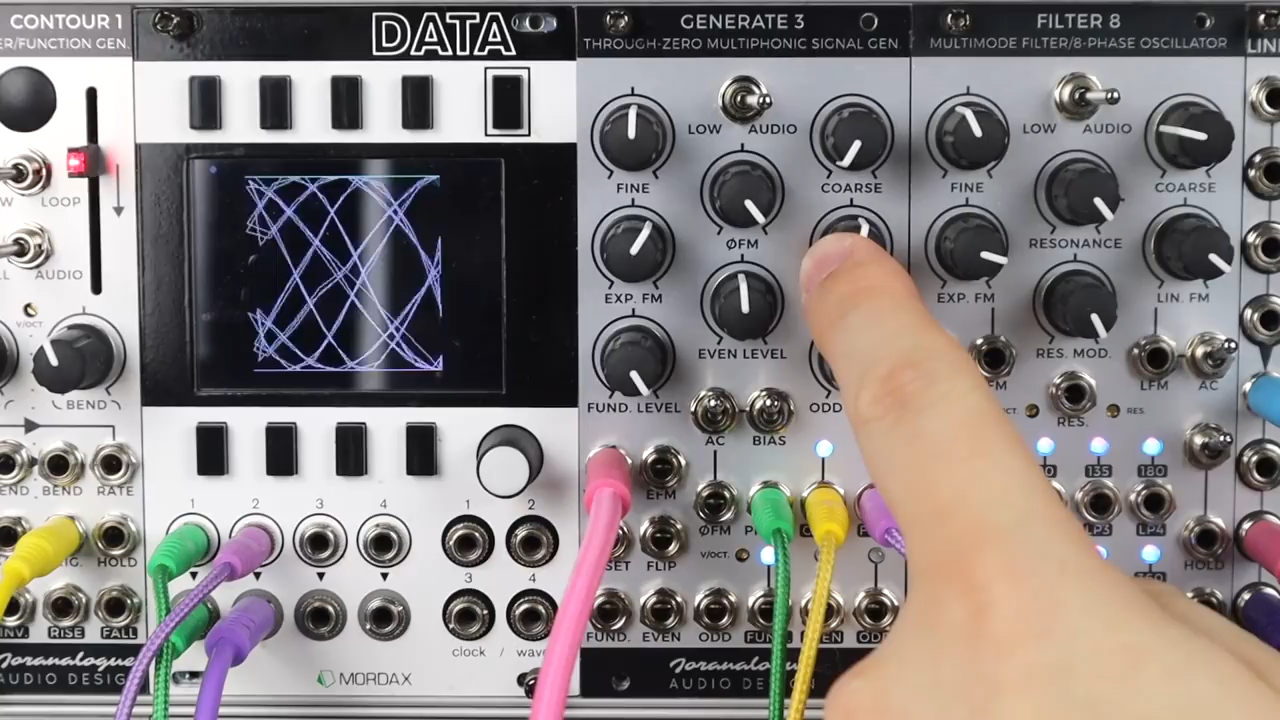 CONTOUR 1
ER/FUNCTION GEN.
LOOP
AUDIO
V/OCT
BEND
END
BEND
RATE
HOLD
INV.
RISE
FALL
Joranalogue
AUDIO DESIG
DATA
1
2
3
4
1
2
3
4
clock / wave
MORDAX
GENERATE 3
THROUGH-ZERO MULTIPHONIC SIGNAL GEN.
LOW
AUDIO
FINE
COARSE
ØFM
EXP. FM
EVEN LEVEL
FUND. LEVEL
ODD
AC
BIAS
EFM
ØFM
V/OCT
FLIP
FUND.
EVEN
ODD
Joranalogue
AUDIO DESIGN
FILTER 8
MULTIMODE FILTER/8-PHASE OSCILLATOR
LOW
AUDIO
FINE
COARSE
RESONANCE
EXP. FM
LIN. FM
RES. MOD.
LFM
AC
RES.
RES.
135
180
LP3
LP4
HOLD